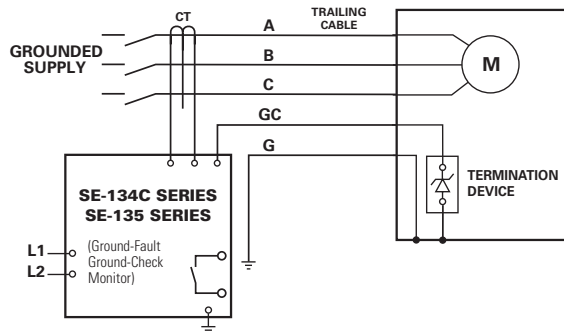 CT
A
TRAILING
CABLE
GROUNDED
SUPPLY
B
M
C
GC
G
SE-134C SERIES
SE-135 SERIES
TERMINATION
DEVICE
(Ground-Fault
Ground-Check
Monitor)
L1
L2